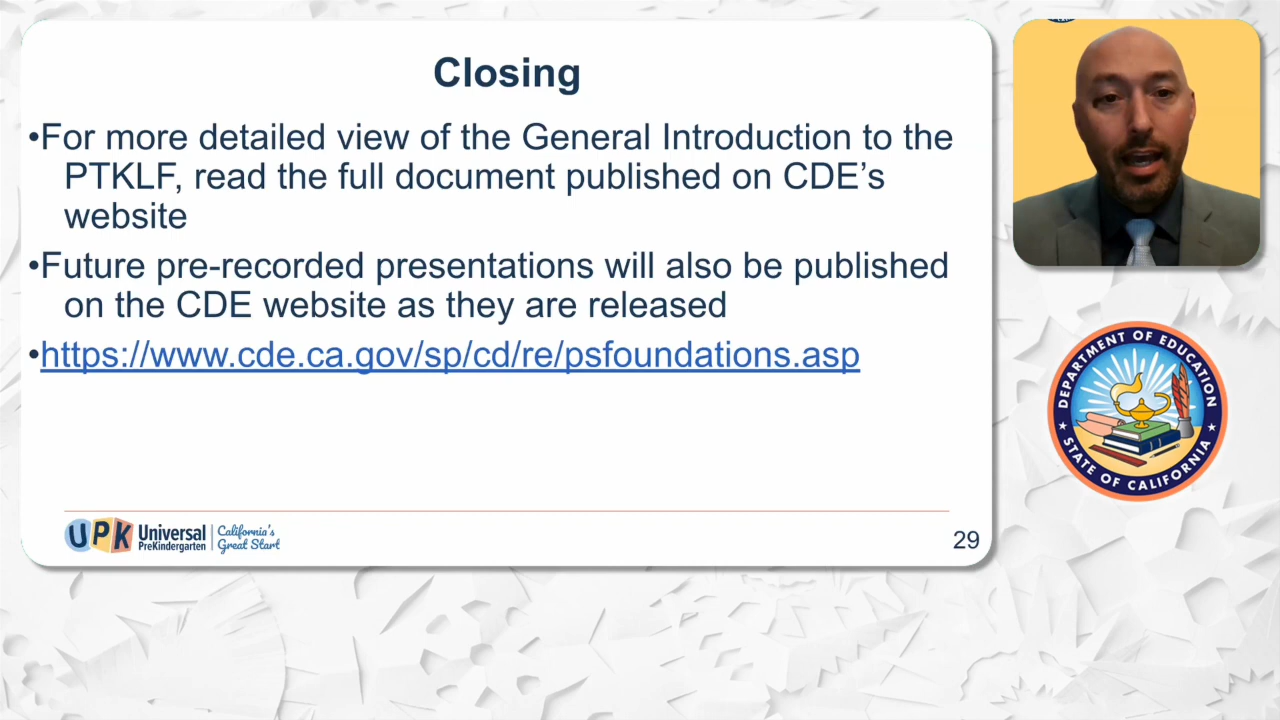 Closing
•For more detailed view of the General Introduction to the
PTKLF, read the full document published on CDE’s
website
•Future pre-recorded presentations will also be published
on the CDE website as they are released
•https://www.cde.ca.gov/sp/cd/re/psfoundations.asp
UPK Universal PreKindergarten | California's Great Start
29
DEPARTMENT OF EDUCATION
STATE OF CALIFORNIA